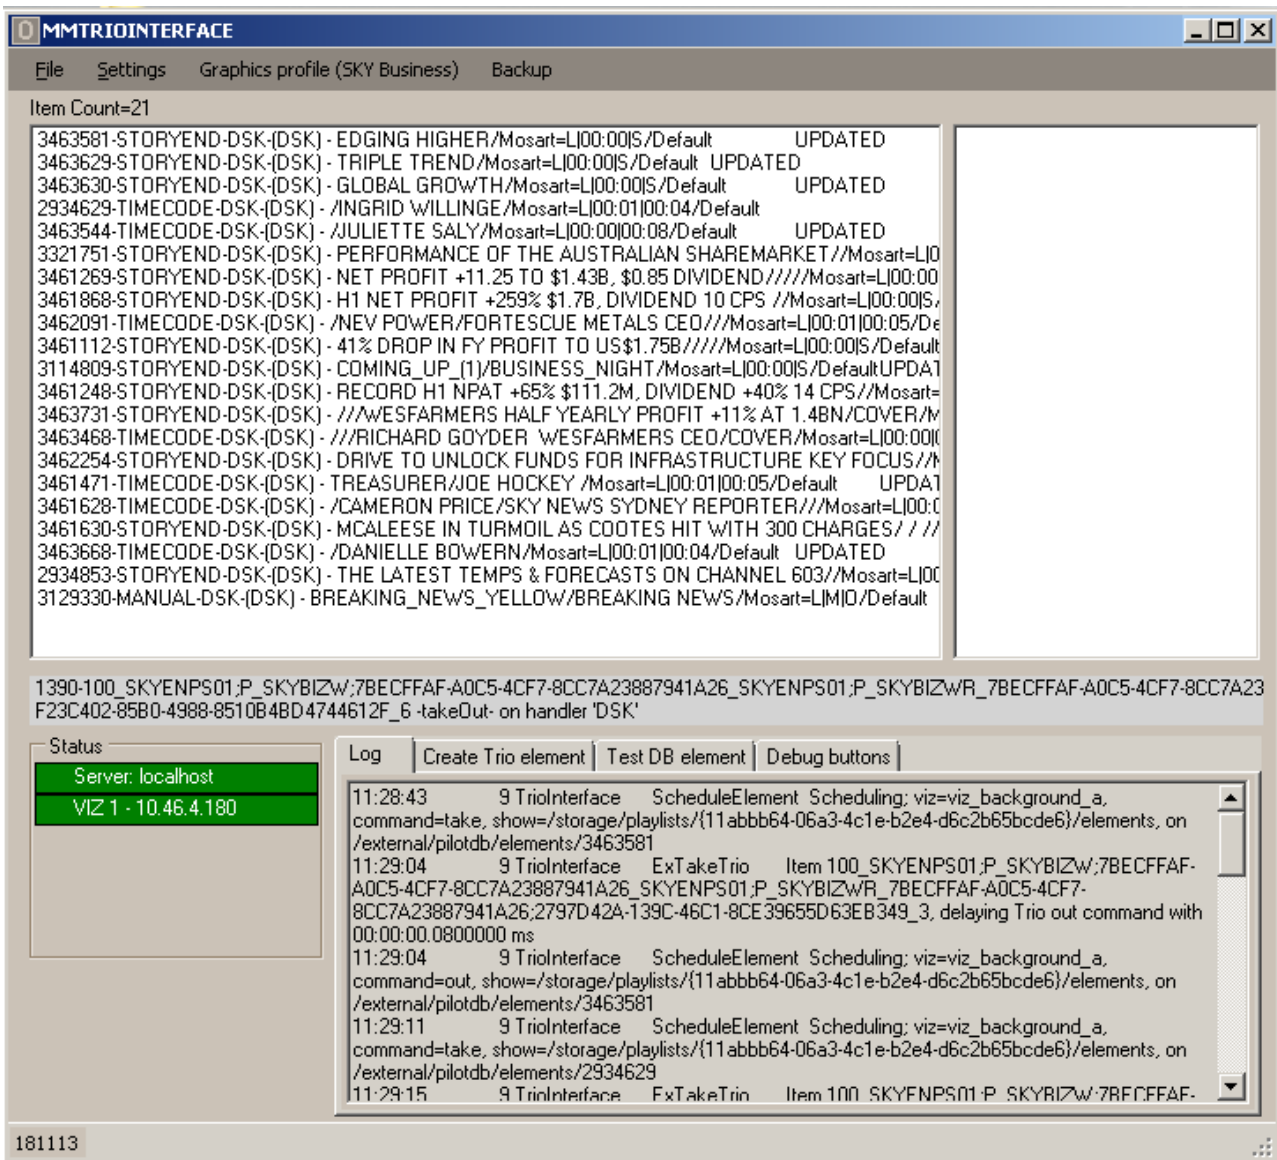 MMTRIOINTERFACE
File Settings Graphics profile (SKY Business) Backup
Item Count=21
3463581-STORYEND-DSK-(DSK) - EDGING HIGHER/Mosart=L|00:00|S/Default UPDATED
3463629-STORYEND-DSK-(DSK) - TRIPLE TREND/Mosart=L|00:00|S/Default UPDATED
3463630-STORYEND-DSK-(DSK) - GLOBAL GROWTH/Mosart=L|00:00|S/Default UPDATED
2934629-TIMECODE-DSK-(DSK) - /INGRID WILLINGE/Mosart=L|00:01|00:04/Default
3463544-TIMECODE-DSK-(DSK) - /JULIETTE SALY/Mosart=L|00:00|00:08/Default UPDATED
3321751-STORYEND-DSK-(DSK) - PERFORMANCE OF THE AUSTRALIAN SHAREMARKET//Mosart=L|0
3461269-STORYEND-DSK-(DSK) - NET PROFIT +11.25 TO $1.43B, $0.85 DIVIDEND/////Mosart=L|00:00
3461868-STORYEND-DSK-(DSK) - H1 NET PROFIT +259% $1.7B, DIVIDEND 10 CPS //Mosart=L|00:00|S/
3462091-TIMECODE-DSK-(DSK) - /NEV POWER/FORTESCUE METALS CEO///Mosart=L|00:01|00:05/De
3461112-STORYEND-DSK-(DSK) - 41% DROP IN FY PROFIT TO US$1.75B/////Mosart=L|00:00|S/Default
3114809-STORYEND-DSK-(DSK) - COMING_UP_(1)/BUSINESS_NIGHT/Mosart=L|00:00|S/DefaultUPDAT
3461248-STORYEND-DSK-(DSK) - RECORD H1 NPAT +65% $111.2M, DIVIDEND +40% 14 CPS//Mosart=
3463731-STORYEND-DSK-(DSK) - ///WESFARMERS HALF YEARLY PROFIT +11% AT 1.4BN/COVER/M
3463468-TIMECODE-DSK-(DSK) - ///RICHARD GOYDER WESFARMERS CEO/COVER/Mosart=L|00:00|0
3462254-STORYEND-DSK-(DSK) - DRIVE TO UNLOCK FUNDS FOR INFRASTRUCTURE KEY FOCUS//M
3461471-TIMECODE-DSK-(DSK) - TREASURER/JOE HOCKEY /Mosart=L|00:01|00:05/Default UPDAT
3461628-TIMECODE-DSK-(DSK) - /CAMERON PRICE/SKY NEWS SYDNEY REPORTER///Mosart=L|00:0
3461630-STORYEND-DSK-(DSK) - MCALEESE IN TURMOIL AS COOTES HIT WITH 300 CHARGES/ / //
3463668-TIMECODE-DSK-(DSK) - /DANIELLE BOWERN/Mosart=L|00:01|00:04/Default UPDATED
2934853-STORYEND-DSK-(DSK) - THE LATEST TEMPS & FORECASTS ON CHANNEL 603//Mosart=L|00
3129330-MANUAL-DSK-(DSK) - BREAKING_NEWS_YELLOW/BREAKING NEWS/Mosart=L|M|O/Default
1390-100_SKYENPS01;P_SKYBIZW;7BECFFAF-A0C5-4CF7-8CC7A23887941A26_SKYENPS01;P_SKYBIZWR_7BECFFAF-A0C5-4CF7-8CC7A23
F23C402-85B0-4988-8510B4BD4744612F_6 -takeOut- on handler 'DSK'
Status
Server: localhost
VIZ 1 - 10.46.4.180
Log Create Trio element Test DB element Debug buttons
11:28:43 9 TrioInterface ScheduleElement Scheduling; viz=viz_background_a,
command=take, show=/storage/playlists/{11abbb64-06a3-4c1e-b2e4-d6c2b65bcde6}/elements, on
/external/pilotdb/elements/3463581
11:29:04 9 TrioInterface ExTakeTrio Item 100_SKYENPS01;P_SKYBIZW;7BECFFAF-
A0C5-4CF7-8CC7A23887941A26_SKYENPS01;P_SKYBIZWR_7BECFFAF-A0C5-4CF7-
8CC7A23887941A26;2797D42A-139C-46C1-8CE39655D63EB349_3, delaying Trio out command with
00:00:00.0800000 ms
11:29:04 9 TrioInterface ScheduleElement Scheduling; viz=viz_background_a,
command=out, show=/storage/playlists/{11abbb64-06a3-4c1e-b2e4-d6c2b65bcde6}/elements, on
/external/pilotdb/elements/3463581
11:29:11 9 TrioInterface ScheduleElement Scheduling; viz=viz_background_a,
command=take, show=/storage/playlists/{11abbb64-06a3-4c1e-b2e4-d6c2b65bcde6}/elements, on
/external/pilotdb/elements/2934629
11:29:15 9 TrioInterface ExTakeTrio Item 100_SKYENPS01;P_SKYBIZW;7BECFFAF-
181113